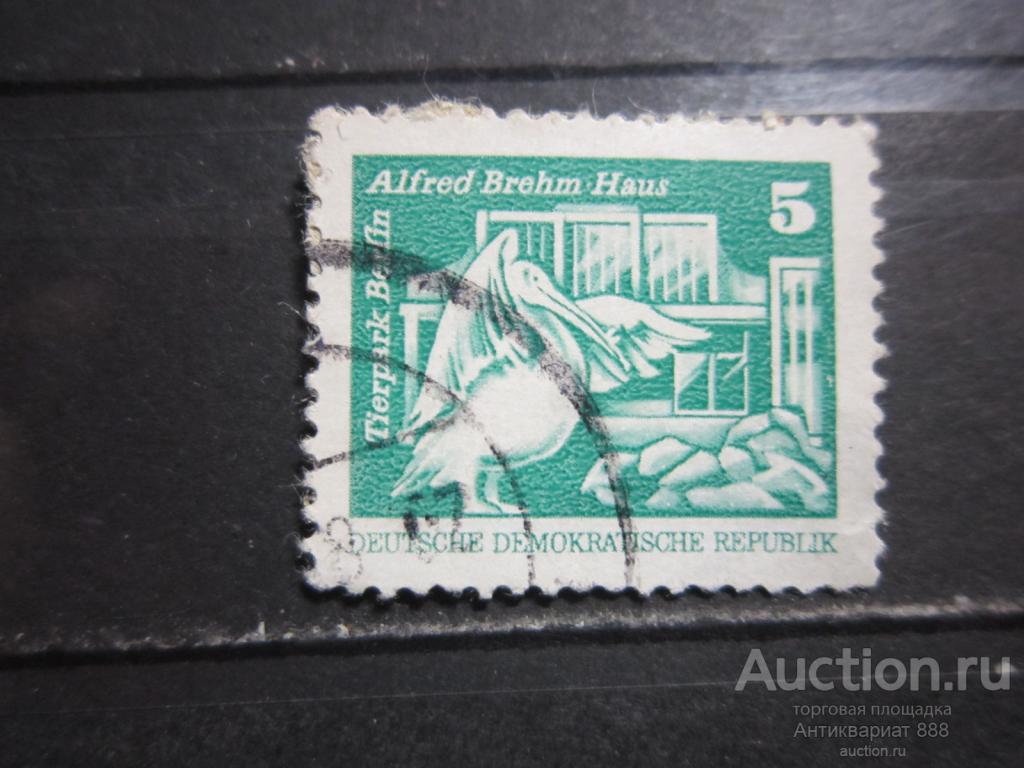 Alfred Brehm Haus
5
Tierpark Berlin
DEUTSCHE DEMOKRATISCHE REPUBLIK
Auction.ru
торговая площадка
Антиквариат 888
auction.ru